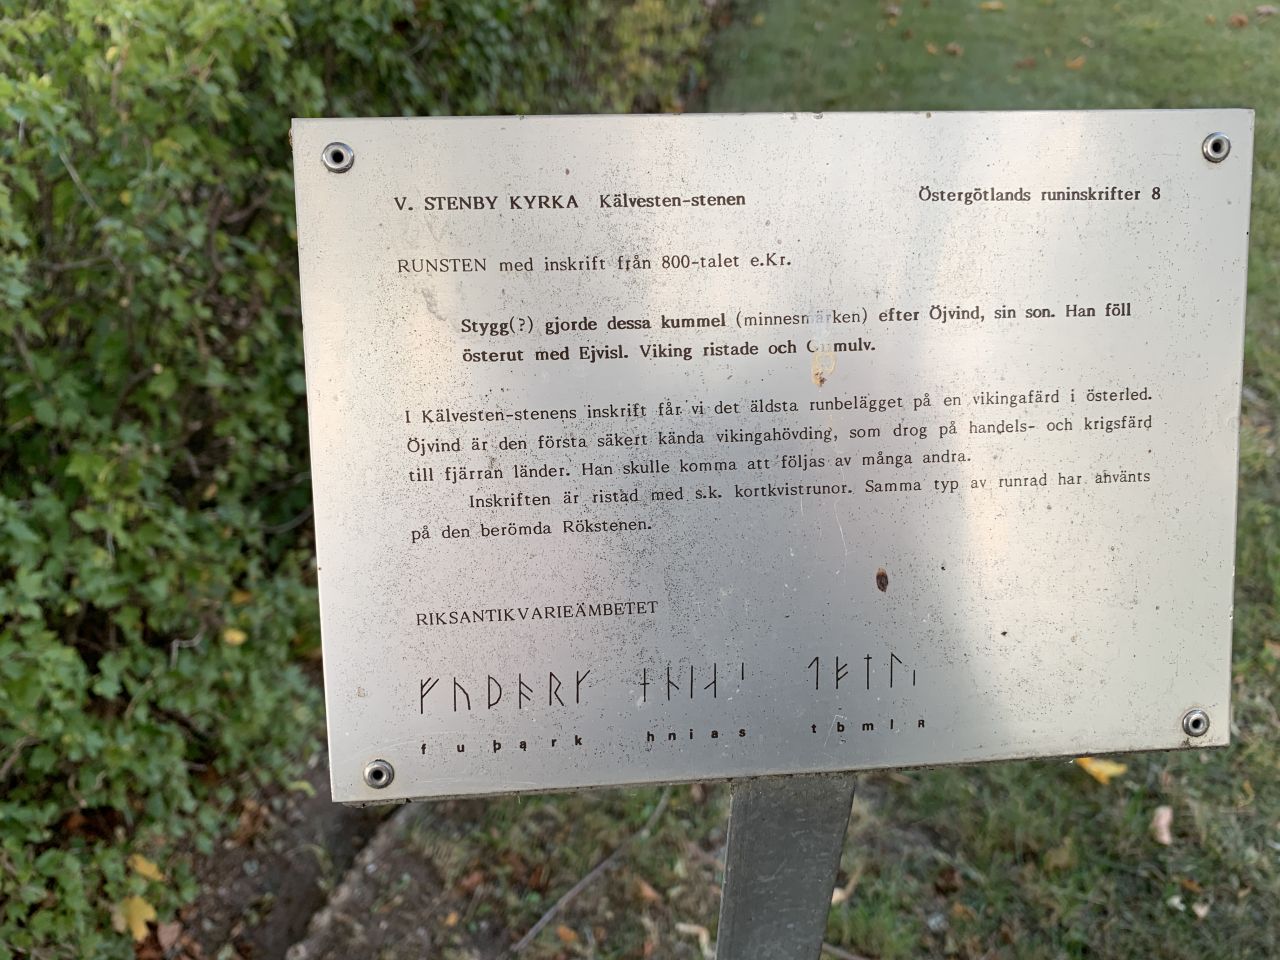 V. STENBY KYRKA Kälvesten-stenen Östergötlands runinskrifter 8
RUNSTEN med inskrift från 800-talet e.Kr.
Stygg(?) gjorde dessa kummel (minnesmärken) efter Öjvind, sin son. Han föll
österut med Ejvisl. Viking ristade och Grimulv.
I Kälvesten-stenens inskrift får vi det äldsta runbelägget på en vikingafärd i österled.
Öjvind är den första säkert kända vikingahövding, som drog på handels- och krigsfärd
till fjärran länder. Han skulle komma att följas av många andra.
Inskriften är ristad med s.k. kortkvistrunor. Samma typ av runrad har använts
på den berömda Rökstenen.
RIKSANTIKVARIEÄMBETET
ᚠ ᚢ ᚦ ᚭ ᚱ ᚴ ᚽ ᚿ ᛁ ᛆ ᛌ ᛐ ᛓ ᛙ ᛚ ᛧ
f u þ ą r k h n i a s t b m l ʀ